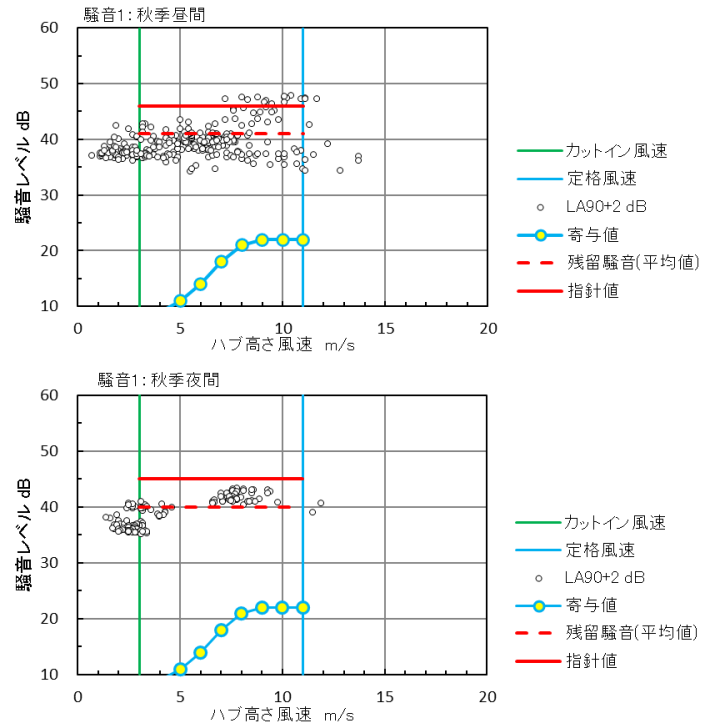 騒音1：秋季昼間
騒音レベル dB
60
50
40
30
20
10
0
5
10
15
20
ハブ高さ風速 m/s
カットイン風速
定格風速
LA90+2 dB
寄与値
残留騒音(平均値)
指針値
騒音1：秋季夜間
騒音レベル dB
60
50
40
30
20
10
0
5
10
15
20
ハブ高さ風速 m/s
カットイン風速
定格風速
LA90+2 dB
寄与値
残留騒音(平均値)
指針値